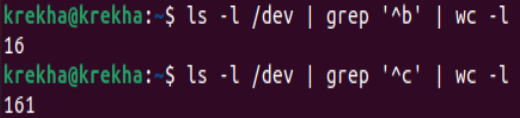 krekha@krekha:~$ ls -l /dev | grep '^b' | wc -l
16
krekha@krekha:~$ ls -l /dev | grep '^c' | wc -l
161